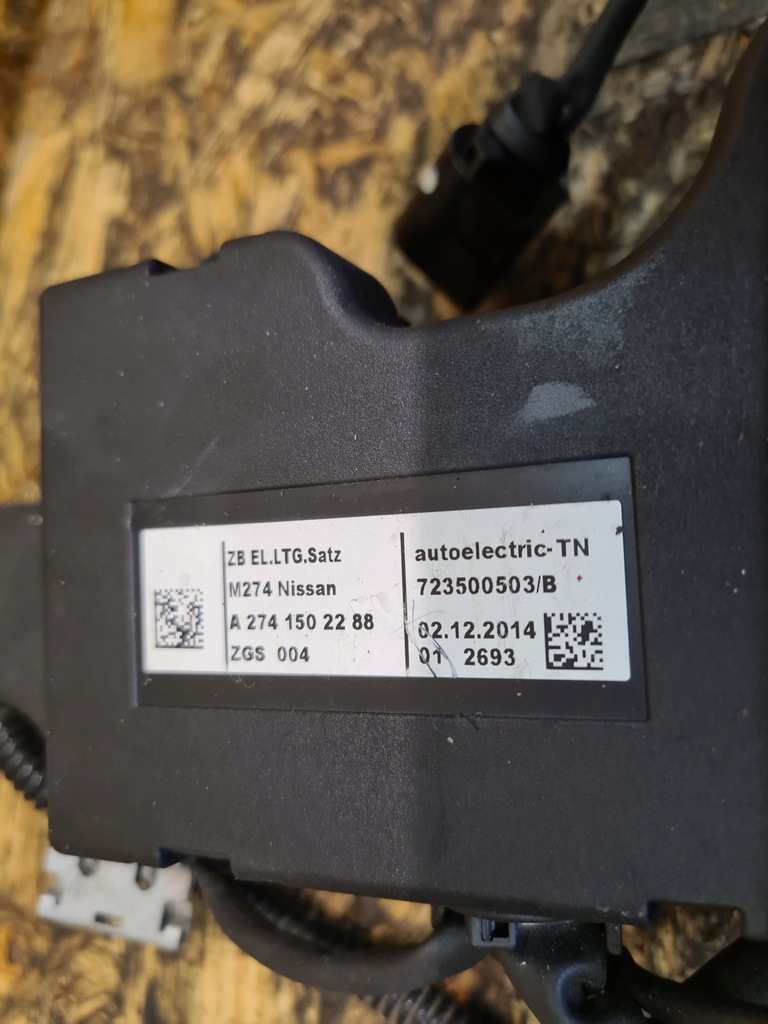 ZB EL.LTG.Satz
M274 Nissan
A 274 150 22 88
ZGS 004
autoelectric-TN
723500503/B
02.12.2014
01 2693